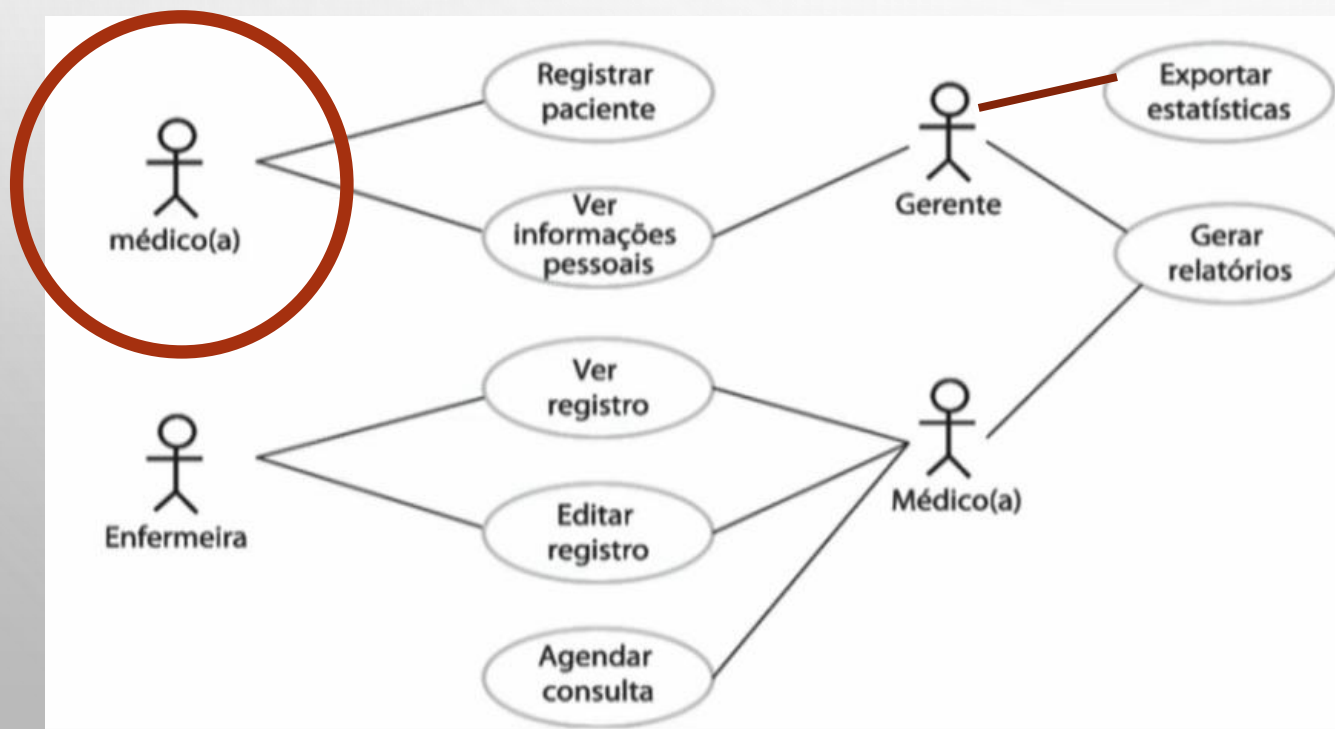 Registrar
paciente
Exportar
estatísticas
médico(a)
Ver
informações
pessoais
Gerente
Gerar
relatórios
Ver
registro
Enfermeira
Editar
registro
Médico(a)
Agendar
consulta